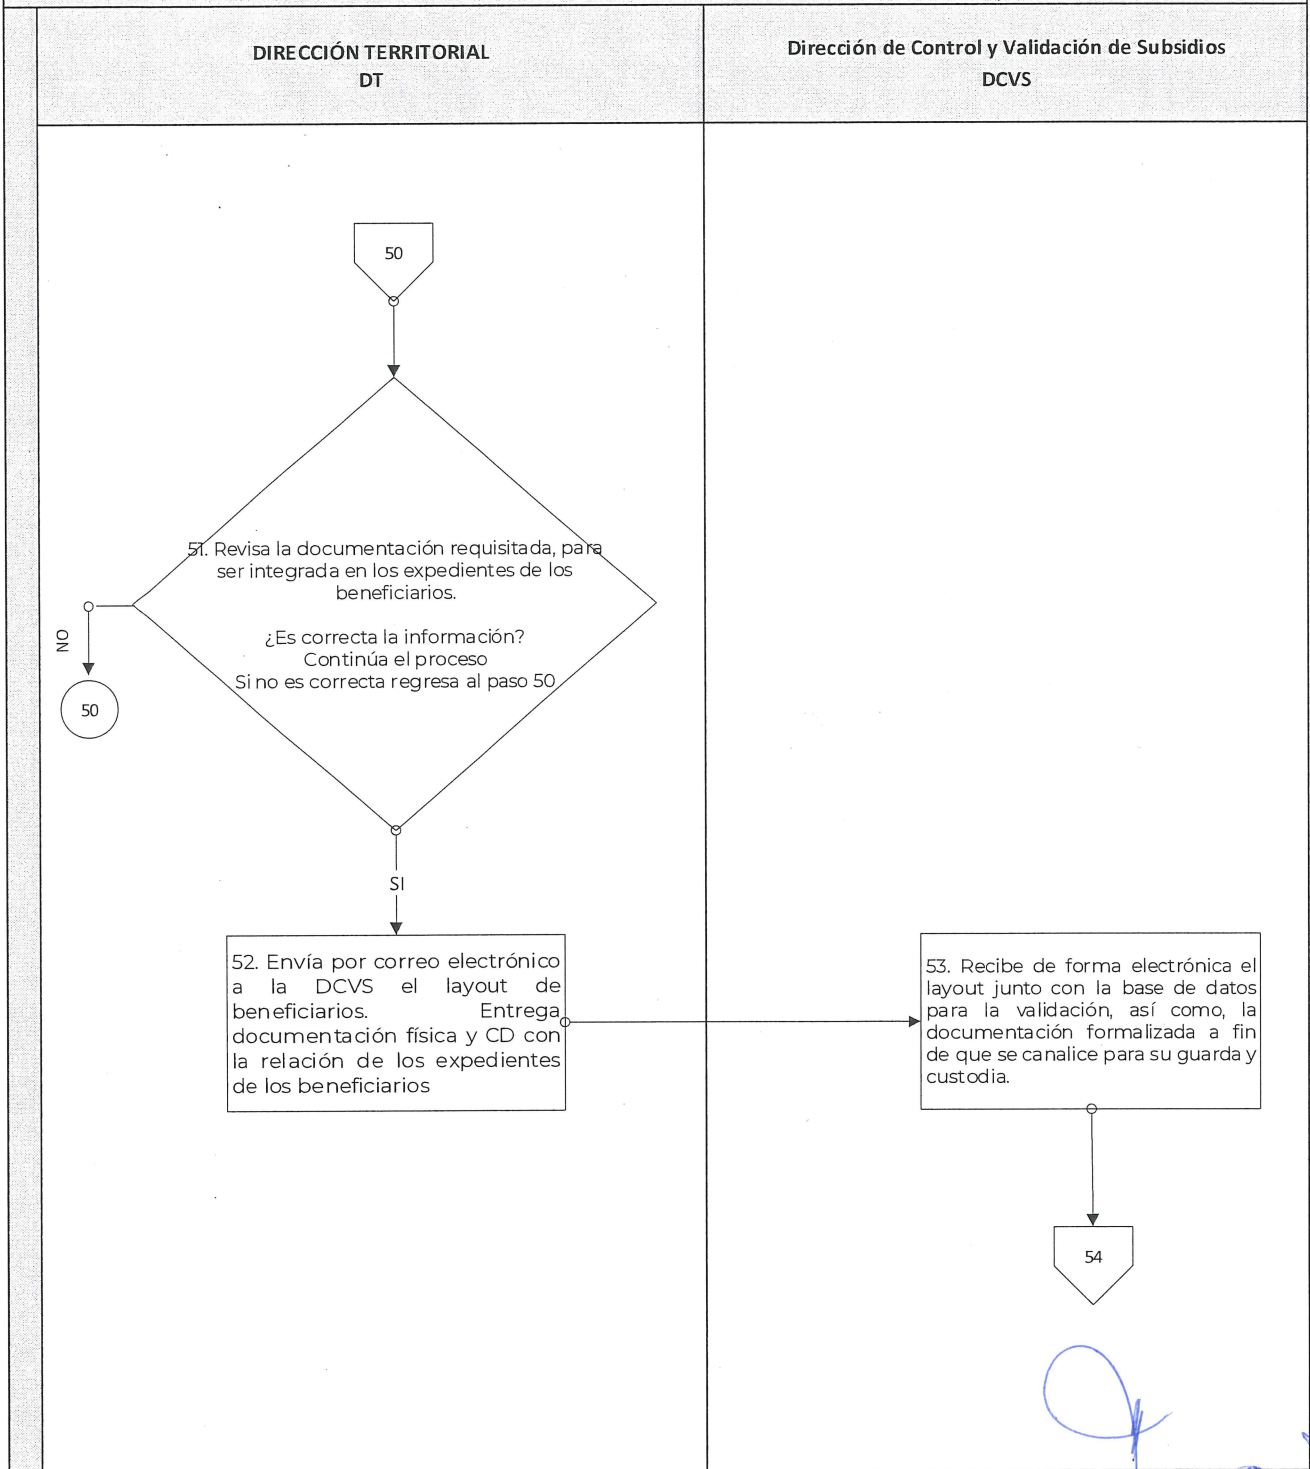 DIRECCIÓN TERRITORIAL
DT
Dirección de Control y Validación de Subsidios
DCVS
50
51. Revisa la documentación requisitada, para
ser integrada en los expedientes de los
beneficiarios.
¿Es correcta la información?
Continúa el proceso
Si no es correcta regresa al paso 50
NO
50
SI
52. Envía por correo electrónico
a la DCVS el layout de
beneficiarios. Entrega
documentación física y CD con
la relación de los expedientes
de los beneficiarios
53. Recibe de forma electrónica el
layout junto con la base de datos
para la validación, así como, la
documentación formalizada a fin
de que se canalice para su guarda y
custodia.
54